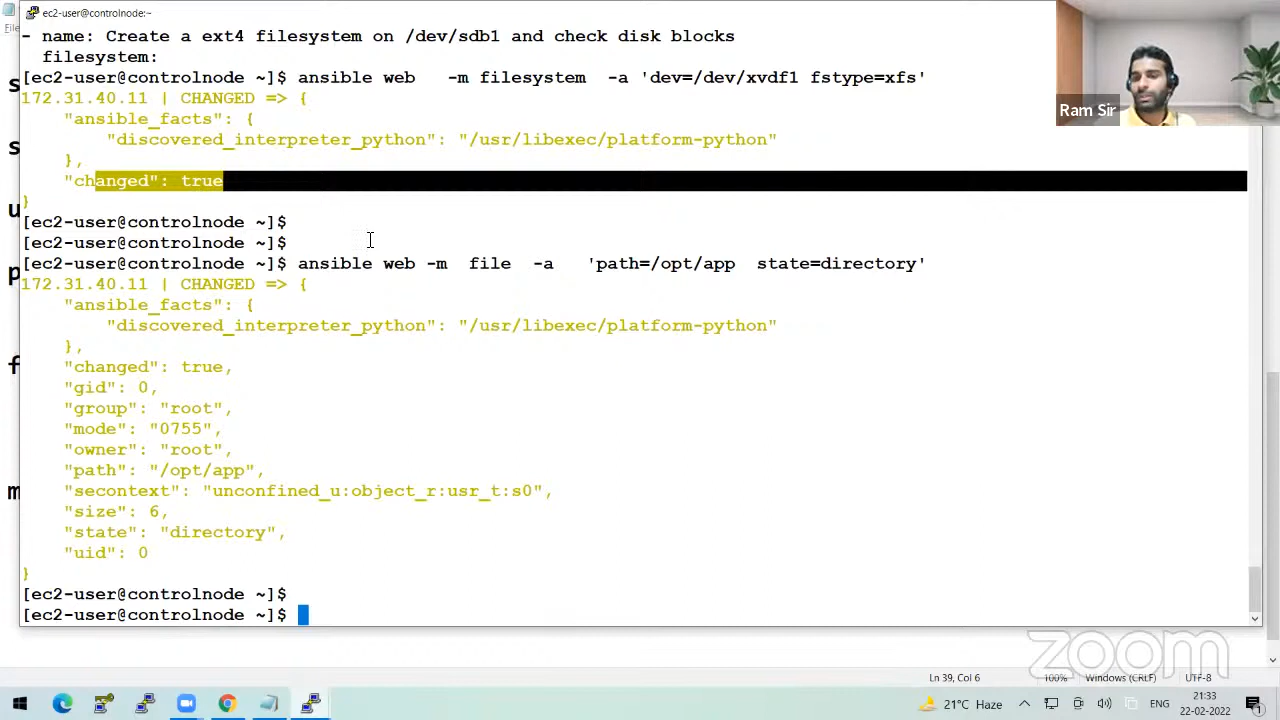 ec2-user@controlnode:~
File
- name: Create a ext4 filesystem on /dev/sdb1 and check disk blocks
filesystem:
[ec2-user@controlnode ~]$ ansible web   -m filesystem  -a 'dev=/dev/xvdf1 fstype=xfs'
172.31.40.11 | CHANGED => {
    "ansible_facts": {
        "discovered_interpreter_python": "/usr/libexec/platform-python"
    },
    "changed": true
}
[ec2-user@controlnode ~]$
[ec2-user@controlnode ~]$
[ec2-user@controlnode ~]$ ansible web -m  file  -a   'path=/opt/app  state=directory'
172.31.40.11 | CHANGED => {
    "ansible_facts": {
        "discovered_interpreter_python": "/usr/libexec/platform-python"
    },
    "changed": true,
    "gid": 0,
    "group": "root",
    "mode": "0755",
    "owner": "root",
    "path": "/opt/app",
    "secontext": "unconfined_u:object_r:usr_t:s0",
    "size": 6,
    "state": "directory",
    "uid": 0
}
[ec2-user@controlnode ~]$
[ec2-user@controlnode ~]$
Ram Sir
zoom
Ln 39, Col 6
100%
Windows (CRLF)
UTF-8
21°C Haze
ENG
21:33
22-02-2022
1